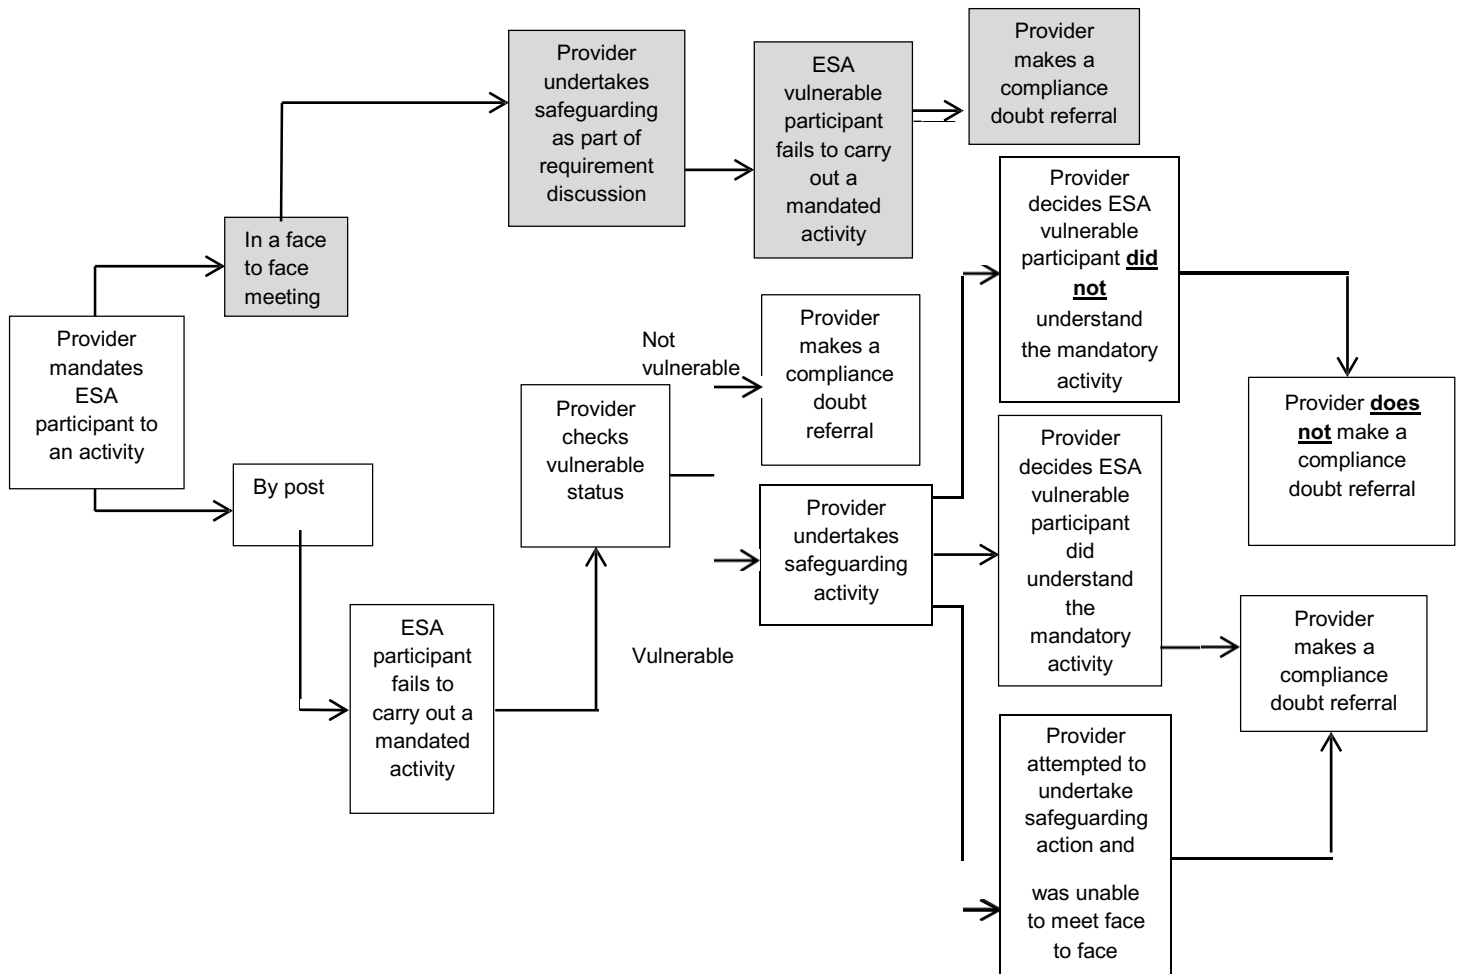 Provider
mandates
ESA
participant to
an activity
In a face
to face
meeting
Provider
undertakes
safeguarding
as part of
requirement
discussion
ESA
vulnerable
participant
fails to carry
out a
mandated
activity
Provider
makes a
compliance
doubt referral
By post
ESA
participant
fails to
carry out a
mandated
activity
Provider
checks
vulnerable
status
Not
vulnerable
Provider
makes a
compliance
doubt
referral
Vulnerable
Provider
undertakes
safeguarding
activity
Provider
decides ESA
vulnerable
participant did
not
understand
the mandatory
activity
Provider does
not make a
compliance
doubt referral
Provider
decides ESA
vulnerable
participant
did
understand
the
mandatory
activity
Provider
makes a
compliance
doubt referral
Provider
attempted to
undertake
safeguarding
action and
was unable
to meet face
to face